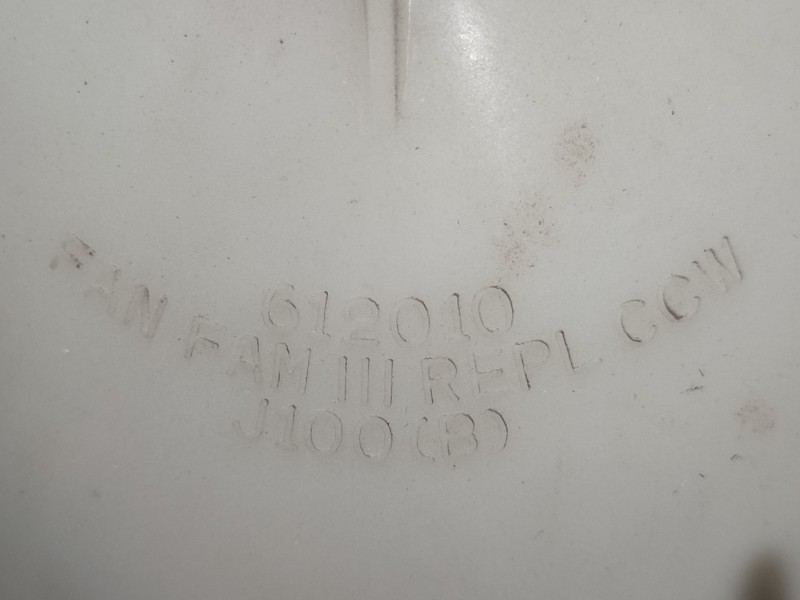 612010
FAN FAM III REPL CCW
J100(B)